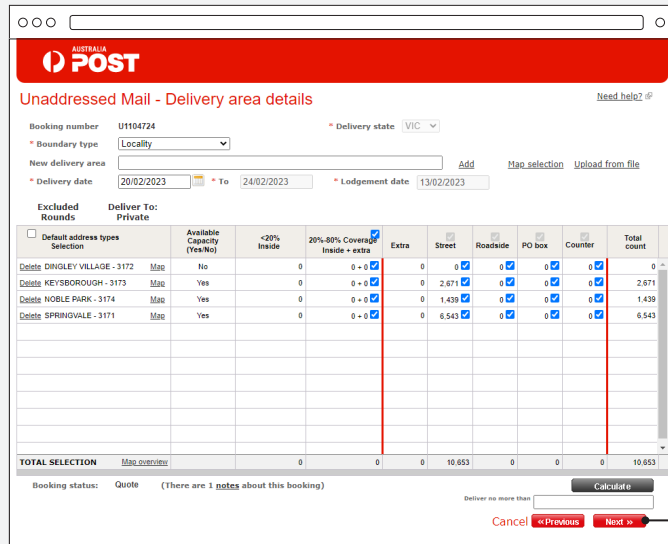 AUSTRALIA
POST
Unaddressed Mail - Delivery area details
Need help?
Booking number U1104724 * Delivery state VIC
* Boundary type Locality
New delivery area Add Map selection Upload from file
* Delivery date 20/02/2023 * To 24/02/2023 * Lodgement date 13/02/2023
Excluded Rounds Deliver To: Private
Default address types Selection Available Capacity (Yes/No) <20% Inside 20%-80% Coverage Inside + extra Extra Street Roadside PO box Counter Total count
Delete DINGLEY VILLAGE - 3172 Map No 0 0 + 0 0 0 0 0 0 0
Delete KEYSBOROUGH - 3173 Map Yes 0 0 + 0 0 2,671 0 0 0 2,671
Delete NOBLE PARK - 3174 Map Yes 0 0 + 0 0 1,439 0 0 0 1,439
Delete SPRINGVALE - 3171 Map Yes 0 0 + 0 0 6,543 0 0 0 6,543
TOTAL SELECTION Map overview 0 0 0 10,653 0 0 0 10,653
Booking status: Quote (There are 1 notes about this booking) Calculate
Deliver no more than
Cancel «Previous Next »